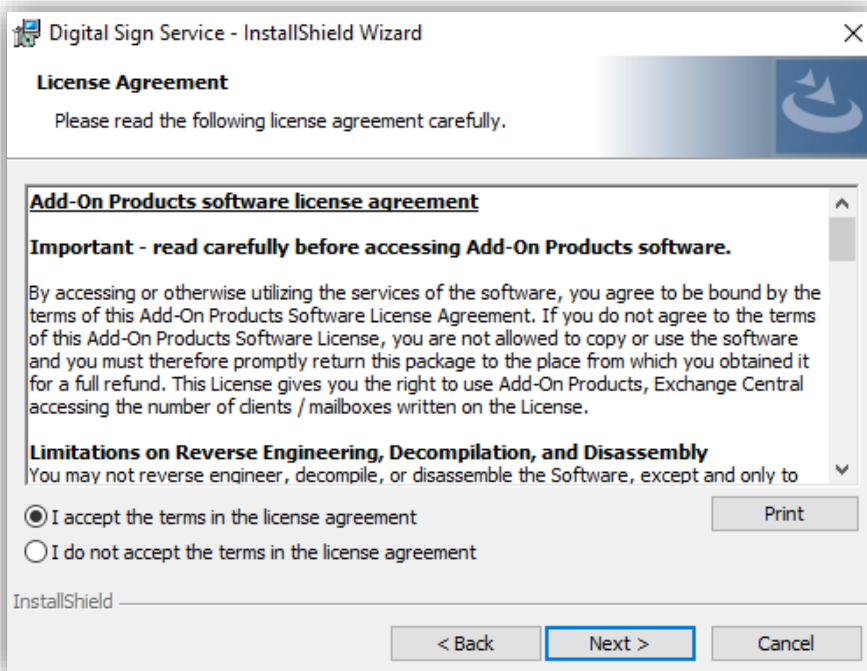 Digital Sign Service - InstallShield Wizard
License Agreement
Please read the following license agreement carefully.
Add-On Products software license agreement
Important - read carefully before accessing Add-On Products software.
By accessing or otherwise utilizing the services of the software, you agree to be bound by the
terms of this Add-On Products Software License Agreement. If you do not agree to the terms
of this Add-On Products Software License, you are not allowed to copy or use the software
and you must therefore promptly return this package to the place from which you obtained it
for a full refund. This License gives you the right to use Add-On Products, Exchange Central
accessing the number of clients / mailboxes written on the License.
Limitations on Reverse Engineering, Decompilation, and Disassembly
You may not reverse engineer, decompile, or disassemble the Software, except and only to
I accept the terms in the license agreement
Print
I do not accept the terms in the license agreement
InstallShield
< Back
Next >
Cancel